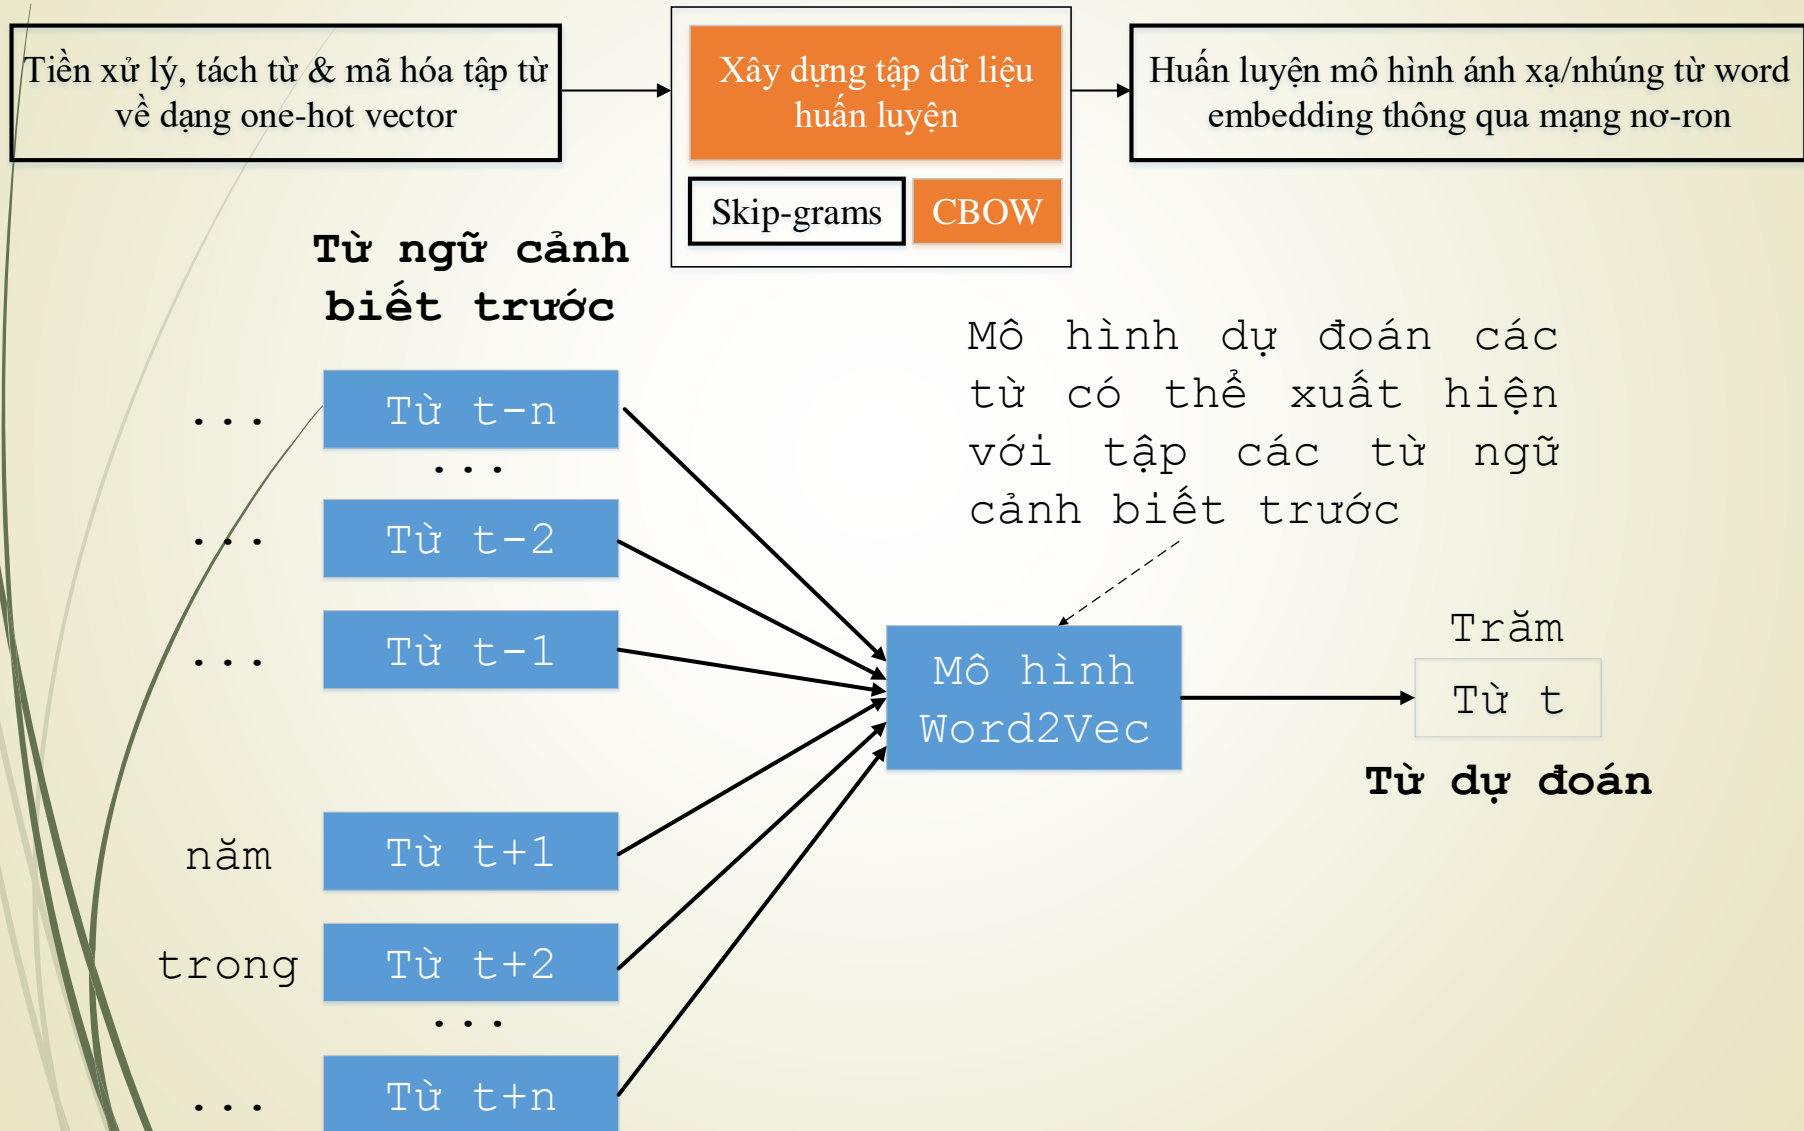 Tiền xử lý, tách từ & mã hóa tập từ
về dạng one-hot vector
Xây dựng tập dữ liệu
huấn luyện
Skip-grams
CBOW
Huấn luyện mô hình ánh xạ/nhúng từ word
embedding thông qua mạng nơ-ron
Từ ngữ cảnh
biết trước
Mô hình dự đoán các
từ có thể xuất hiện
với tập các từ ngữ
cảnh biết trước
... Từ t-n
...
... Từ t-2
... Từ t-1
năm Từ t+1
trong Từ t+2
...
... Từ t+n
Mô hình
Word2Vec
Trăm
Từ t
Từ dự đoán